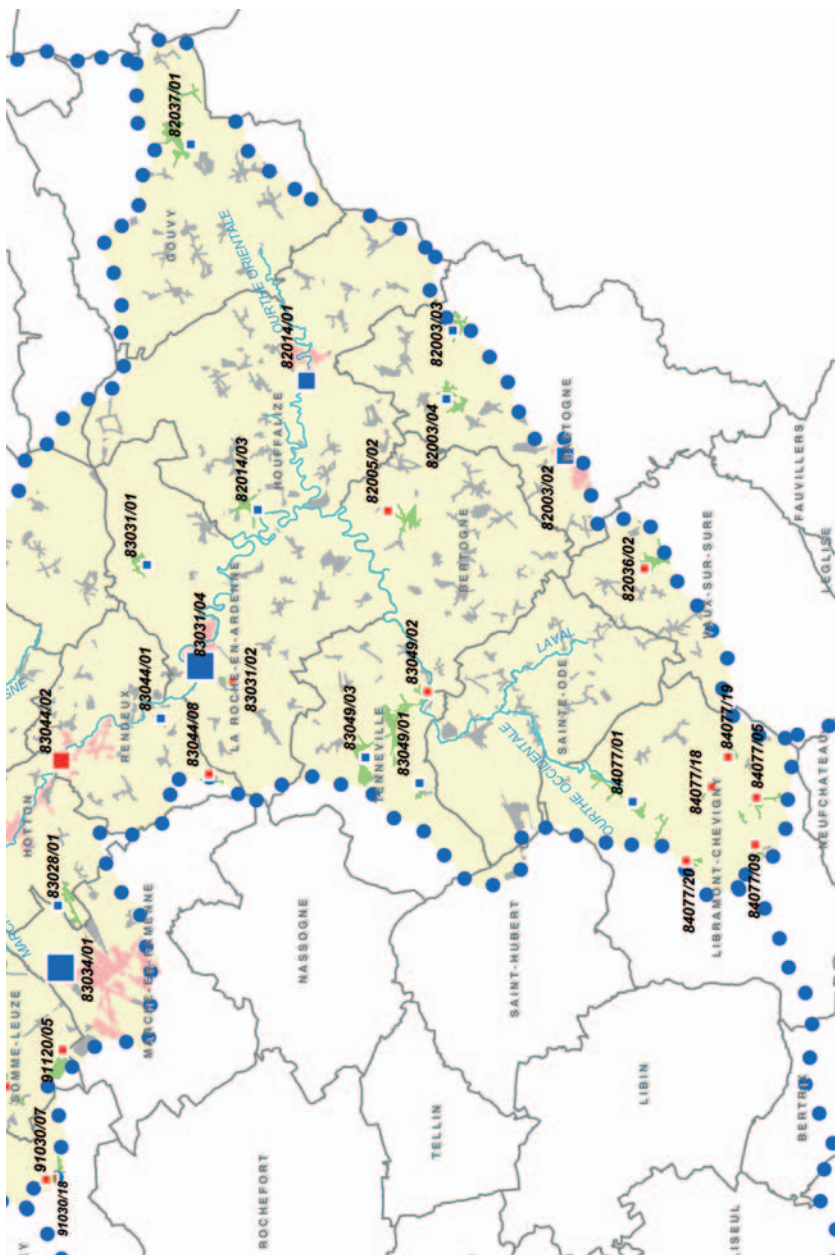 82037/01
GOUVY
OURTHE ORIENTALE
82014/01
HOUFFALIZE
82014/03
82003/03
82003/04
82005/02
BERTOGNE
82003/02
BASTOGNE
83031/01
83031/04
LA ROCHE-EN-ARDENNE
83031/02
83044/02
RENDEUX
83044/01
83044/08
HOTTON
83028/01
83034/01
MARCHE-EN-FAMENNE
83049/02
83049/03
83049/01
TENNEVILLE
LAVAL
SAINTE-ODE
OURTHE OCCIDENTALE
82036/02
VAUX-SUR-SURE
FAUVILLERS
LEGLISE
84077/01
84077/18
84077/19
84077/05
84077/20
84077/09
LIBRAMONT-CHEVIGNY
NEUFCHATEAU
NASSOGNE
SAINT-HUBERT
SOMME-LEUZE
91120/05
91030/07
91030/18
ROCHEFORT
TELLIN
LIBIN
BERTRIX